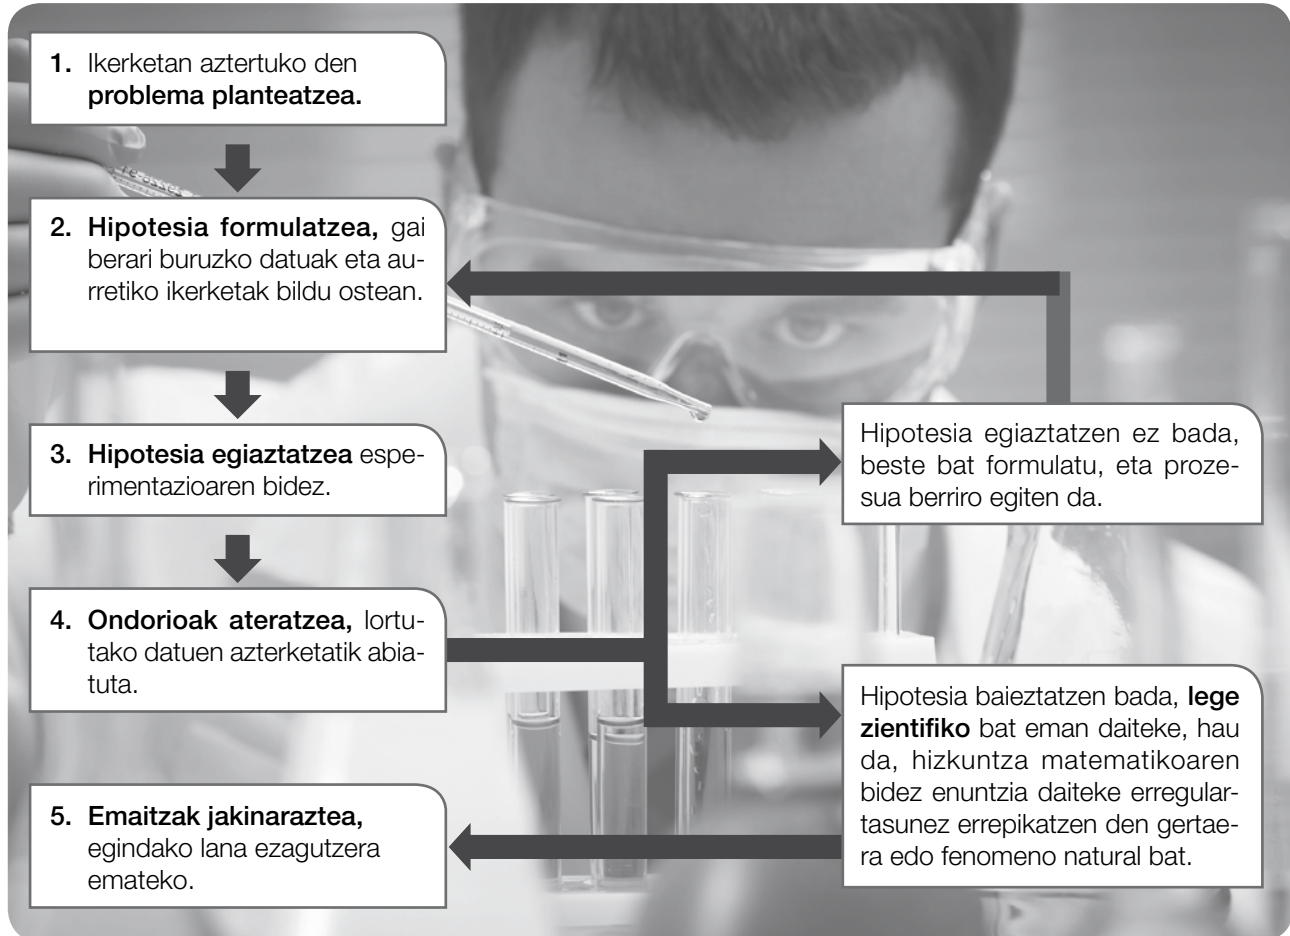 1. Ikerketan aztertuko den
problema planteatzea.
2. Hipotesia formulatzea, gai
berari buruzko datuak eta au-
rretiko ikerketak bildu ostean.
3. Hipotesia egiaztatzea espe-
rimentazioaren bidez.
4. Ondorioak ateratzea, lortu-
tako datuen azterketatik abia-
tuta.
Hipotesia egiaztatzen ez bada,
beste bat formulatu, eta proze-
sua berriro egiten da.
Hipotesia baieztatzen bada, lege
zientifiko bat eman daiteke, hau
da, hizkuntza matematikoaren
bidez enuntzia daiteke erregular-
tasunez errepikatzen den gertae-
ra edo fenomeno natural bat.
5. Emaitzak jakinaraztea,
egindako lana ezagutzera
emateko.